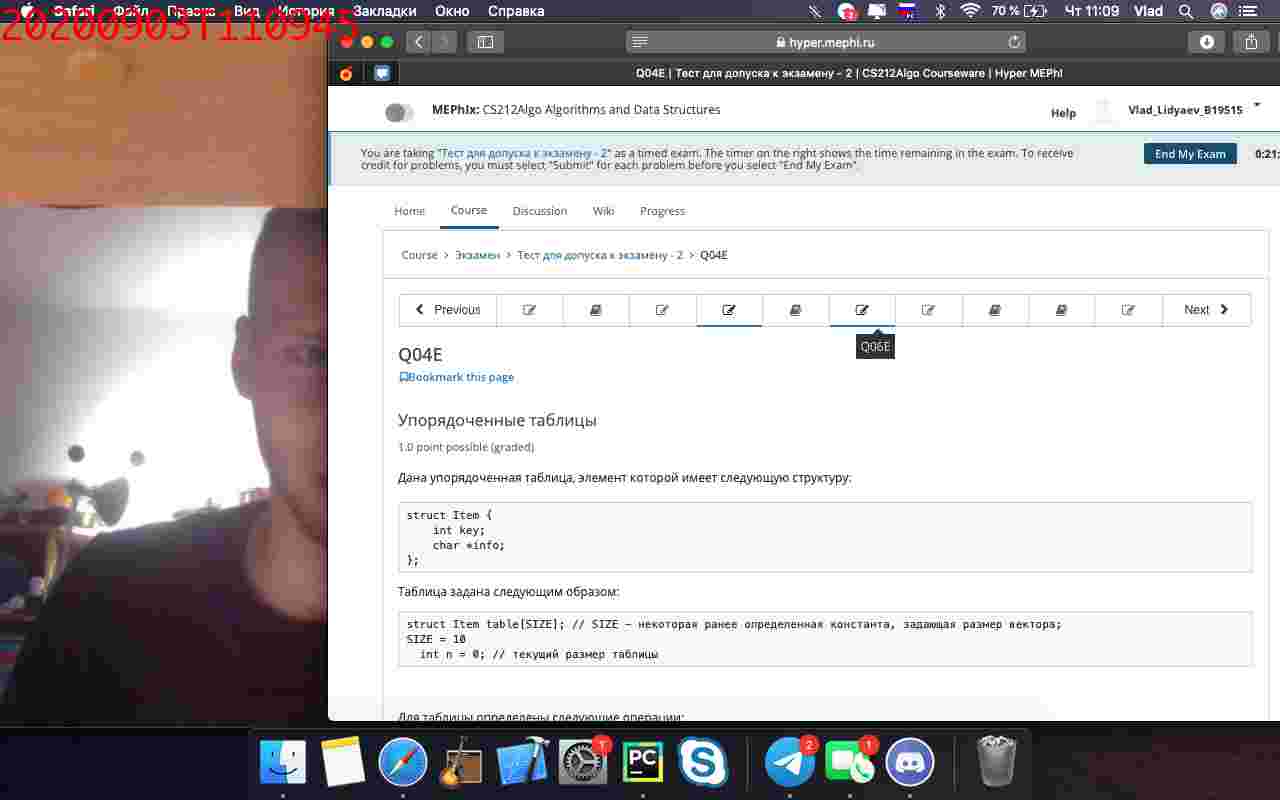 Safari Файл Правка Вид История Закладки Окно Справка 70 % Чт 11:09 Vlad
20200903T110945
hyper.mephi.ru
Q04E | Тест для допуска к экзамену - 2 | CS212Algo Courseware | Hyper MEPhI
MEPhIx: CS212Algo Algorithms and Data Structures
Help
Vlad_Lidyaev_B19515
You are taking "Тест для допуска к экзамену - 2" as a timed exam. The timer on the right shows the time remaining in the exam. To receive
credit for problems, you must select "Submit" for each problem before you select "End My Exam".
End My Exam
0:21:
Home Course Discussion Wiki Progress
Course > Экзамен > Тест для допуска к экзамену - 2 > Q04E
Previous
Next
Q06E
Q04E
Bookmark this page
Упорядоченные таблицы
1.0 point possible (graded)
Дана упорядоченная таблица, элемент которой имеет следующую структуру:
struct Item {
int key;
char *info;
};
Таблица задана следующим образом:
struct Item table[SIZE]; // SIZE - некоторая ранее определенная константа, задающая размер вектора;
SIZE = 10
int n = 0; // текущий размер таблицы
Для таблицы определены следующие операции:
1
PC
2
1